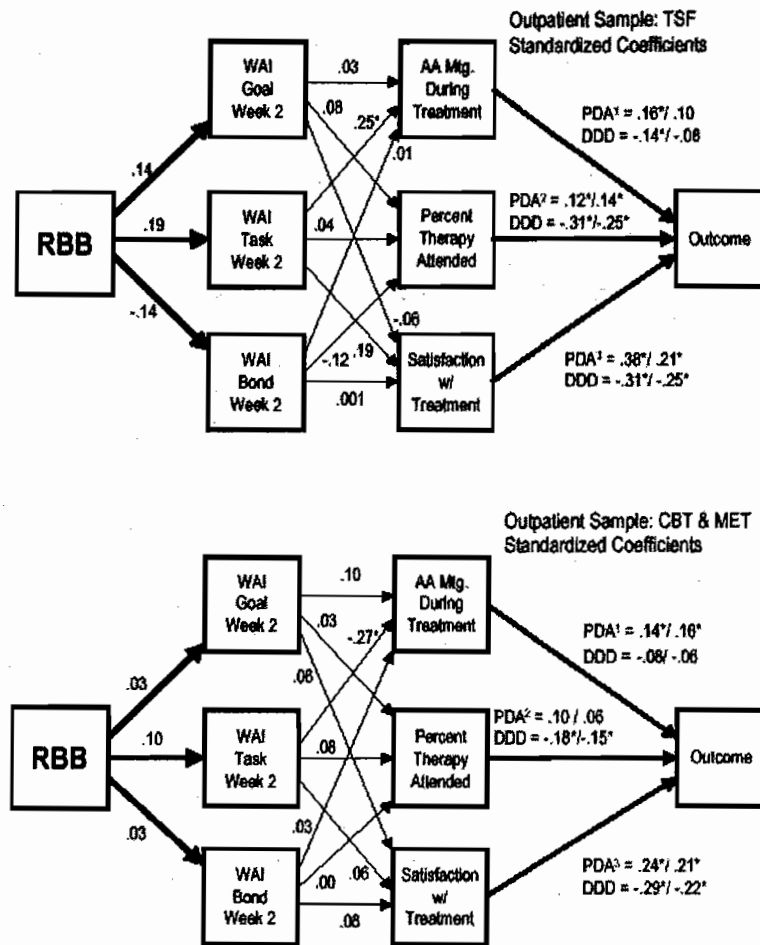 Outpatient Sample: TSF
Standardized Coefficients
WAI
Goal
Week 2
AA Mtg.
During
Treatment
.03
.08
.25*
.01
PDA¹ = .16*/ .10
DDD = -.14*/ -.08
.14
RBB
.19
WAI
Task
Week 2
.04
Percent
Therapy
Attended
PDA² = .12*/.14*
DDD = -.31*/-.25*
Outcome
-.14
-.06
WAI
Bond
Week 2
-.12
.19
.001
Satisfaction
w/
Treatment
PDA³ = .38*/ .21*
DDD = -.31*/ -.25*
Outpatient Sample: CBT & MET
Standardized Coefficients
WAI
Goal
Week 2
.10
.03
-.27*
.06
AA Mtg.
During
Treatment
PDA¹ = .14*/ .16*
DDD = -.08/ -.06
.03
RBB
.10
WAI
Task
Week 2
.08
Percent
Therapy
Attended
PDA² = .10 / .06
DDD = -.18*/-.15*
Outcome
.03
.03
WAI
Bond
Week 2
.00
.06
.08
Satisfaction
w/
Treatment
PDA³ = .24*/ .21*
DDD = -.29*/ -.22*